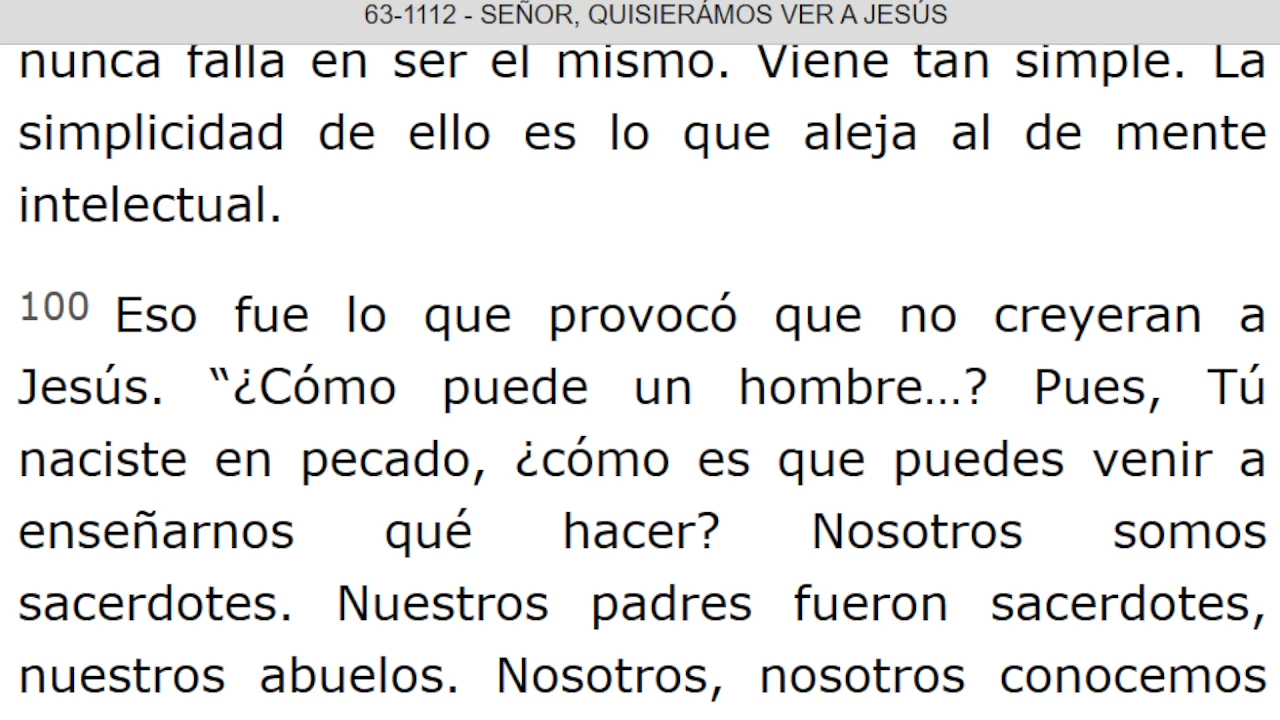 63-1112 - SEÑOR, QUISIERÁMOS VER A JESÚS
nunca falla en ser el mismo. Viene tan simple. La
simplicidad de ello es lo que aleja al de mente
intelectual.
100 Eso fue lo que provocó que no creyeran a
Jesús. “¿Cómo puede un hombre...? Pues, Tú
naciste en pecado, ¿cómo es que puedes venir a
enseñarnos qué hacer? Nosotros somos
sacerdotes. Nuestros padres fueron sacerdotes,
nuestros abuelos. Nosotros, nosotros conocemos